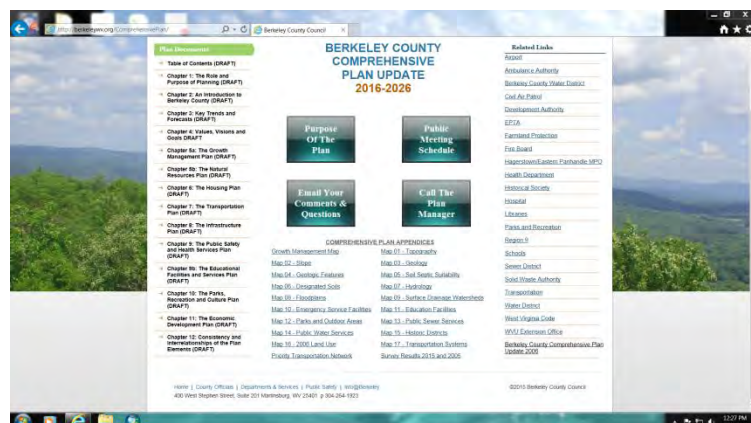 http://berkeleywv.org/ComprehensivePlan/
Berkeley County Council
Plan Documents
Table of Contents (DRAFT)
Chapter 1: The Role and
Purpose of Planning (DRAFT)
Chapter 2: An Introduction to
Berkeley County (DRAFT)
Chapter 3: Key Trends and
Forecasts (DRAFT)
Chapter 4: Values, Visions and
Goals DRAFT
Chapter 5a: The Growth
Management Plan (DRAFT)
Chapter 5b: The Natural
Resources Plan (DRAFT)
Chapter 6: The Housing Plan
(DRAFT)
Chapter 7: The Transportation
Plan (DRAFT)
Chapter 8: The Infrastructure
Plan (DRAFT)
Chapter 9: The Public Safety
and Health Services Plan
(DRAFT)
Chapter 9b: The Educational
Facilities and Services Plan
(DRAFT)
Chapter 10: The Parks,
Recreation and Culture Plan
(DRAFT)
Chapter 11: The Economic
Development Plan (DRAFT)
Chapter 12: Consistency and
Interrelationships of the Plan
Elements (DRAFT)
BERKELEY COUNTY
COMPREHENSIVE
PLAN UPDATE
2016-2026
Purpose
Of The
Plan
Public
Meeting
Schedule
Email Your
Comments &
Questions
Call The
Plan
Manager
COMPREHENSIVE PLAN APPENDICES
Growth Management Map
Map 01 - Topography
Map 02 - Slope
Map 03 - Geology
Map 04 - Geologic Features
Map 05 - Soil Septic Suitability
Map 06 - Designated Soils
Map 07 - Hydrology
Map 08 - Floodplains
Map 09 - Surface Drainage Watersheds
Map 10 - Emergency Service Facilities
Map 11 - Education Facilities
Map 12 - Parks and Outdoor Areas
Map 13 - Public Sewer Services
Map 14 - Public Water Services
Map 15 - Historic Districts
Map 16 - 2006 Land Use
Map 17 - Transportation Systems
Priority Transportation Network
Survey Results 2015 and 2005
Related Links
Airport
Ambulance Authority
Berkeley County Water District
Civil Air Patrol
Development Authority
EPTA
Farmland Protection
Fire Board
Hagerstown/Eastern Panhandle MPO
Health Department
Historical Society
Hospital
Libraries
Parks and Recreation
Region 9
Schools
Sewer District
Solid Waste Authority
Transportation
Water District
West Virginia Code
WVU Extension Office
Berkeley County Comprehensive Plan
Update 2006
Home | County Officials | Departments & Services | Public Safety | Info@Berkeley
400 West Stephen Street, Suite 201 Martinsburg, WV 25401 p 304-264-1923
©2015 Berkeley County Council
12:27 PM